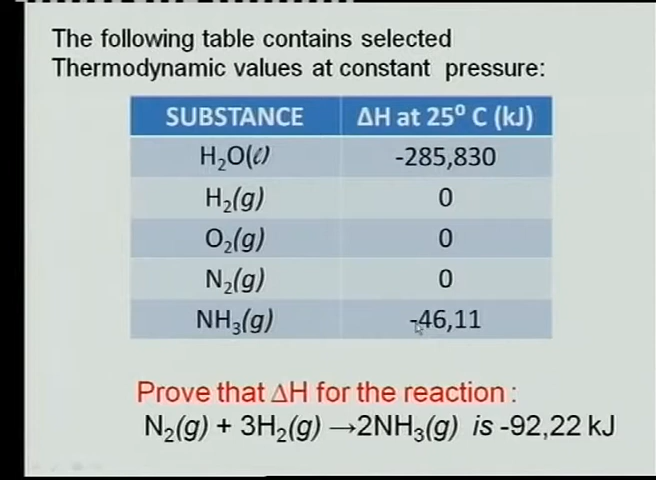 The following table contains selected
Thermodynamic values at constant pressure:
SUBSTANCE ΔH at 25⁰ C (kJ)
H₂O(ℓ) -285,830
H₂(g) 0
O₂(g) 0
N₂(g) 0
NH₃(g) -46,11
Prove that ΔH for the reaction :
N₂(g) + 3H₂(g) →2NH₃(g) is -92,22 kJ